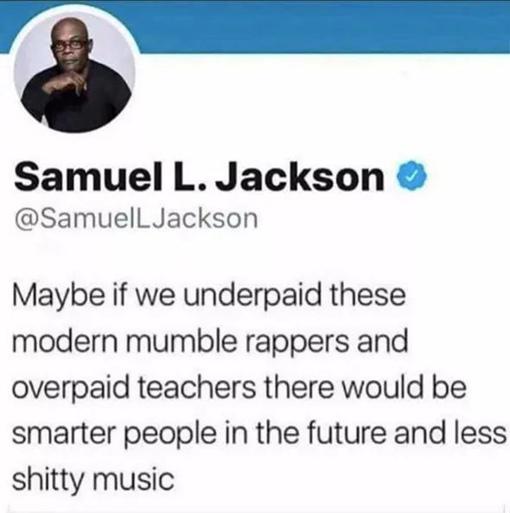 Samuel L. Jackson
@SamuelLJackson
Maybe if we underpaid these
modern mumble rappers and
overpaid teachers there would be
smarter people in the future and less
shitty music